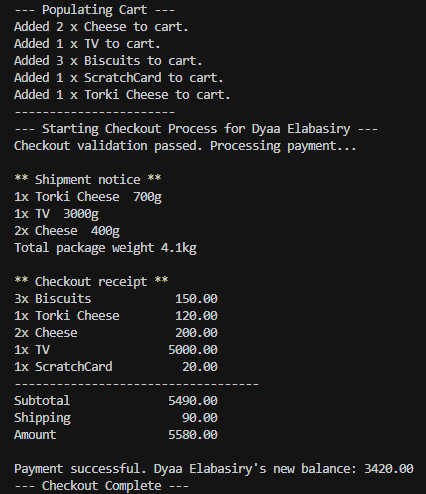 --- Populating Cart ---
Added 2 x Cheese to cart.
Added 1 x TV to cart.
Added 3 x Biscuits to cart.
Added 1 x ScratchCard to cart.
Added 1 x Torki Cheese to cart.
-----------------------
--- Starting Checkout Process for Dyaa Elabasiry ---
Checkout validation passed. Processing payment...

** Shipment notice **
1x Torki Cheese  700g
1x TV  3000g
2x Cheese  400g
Total package weight 4.1kg

** Checkout receipt **
3x Biscuits            150.00
1x Torki Cheese        120.00
2x Cheese              200.00
1x TV                 5000.00
1x ScratchCard          20.00
-----------------------------------
Subtotal              5490.00
Shipping                90.00
Amount                5580.00

Payment successful. Dyaa Elabasiry's new balance: 3420.00
--- Checkout Complete ---